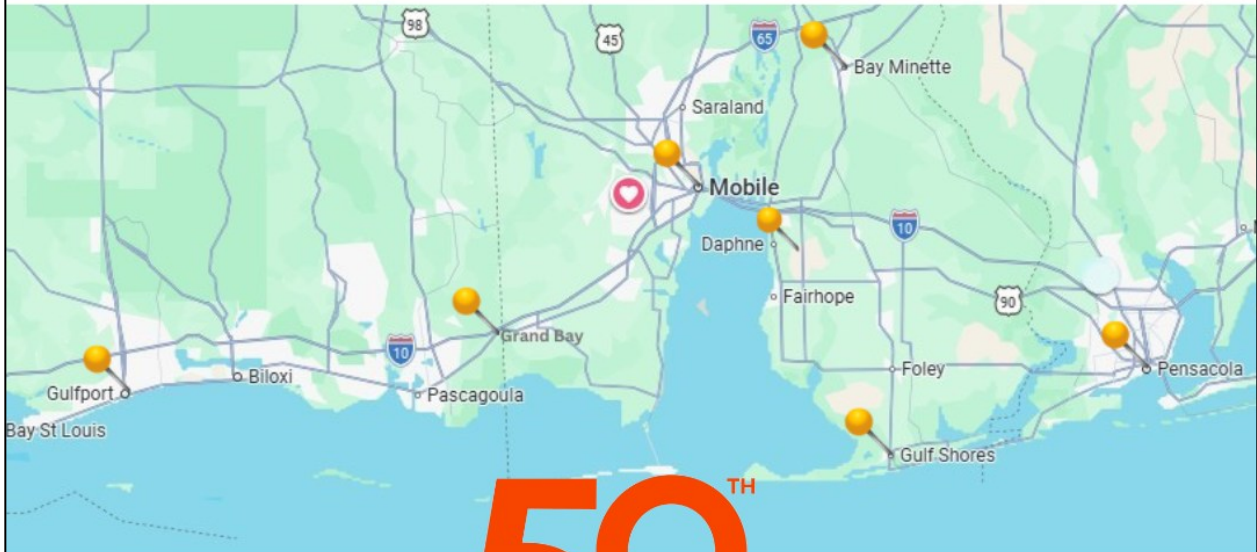 98
45
65
Bay Minette
Saraland
Mobile
10
Daphne
Fairhope
90
Grand Bay
10
Foley
Pensacola
Biloxi
Gulfport
Pascagoula
Bay St Louis
Gulf Shores
50TH